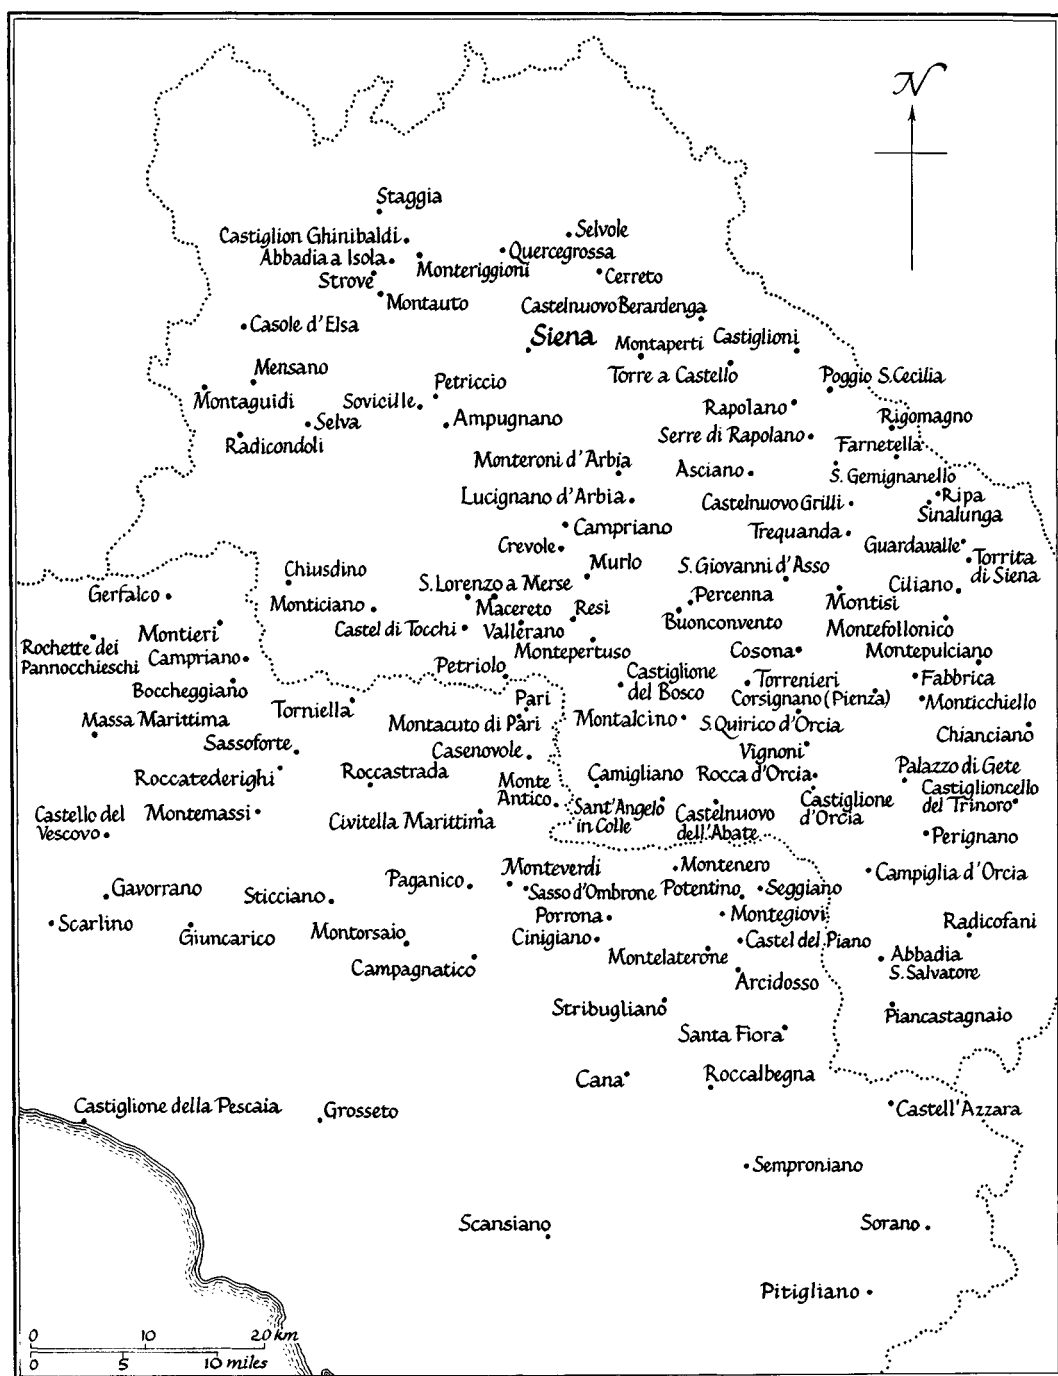 N
Staggia
Castiglion Ghinibaldi
Selvole
Abbadia a Isola
Quercegrossa
Strove
Monteriggioni
Cerreto
Montauto
Castelnuovo Berardenga
Casole d'Elsa
Siena
Montaperti
Castiglioni
Mensano
Petriccio
Torre a Castello
Poggio S. Cecilia
Montaguidi
Sovicille
Rapolano
Selva
Ampugnano
Rigomagno
Radicondoli
Serre di Rapolano
Farnetella
Monteroni d'Arbia
Asciano
S. Gemignanello
Lucignano d'Arbia
Castelnuovo Grilli
Ripa
Sinalunga
Campriano
Trequanda
Crevole
Guardavalle
Murlo
S. Giovanni d'Asso
Torrita
di Siena
Chiusdino
S. Lorenzo a Merse
Ciliano
Gerfalco
Monticiano
Macereto
Resi
Percenna
Montisi
Buonconvento
Rochette dei
Pannocchieschi
Montieri
Castel di Tocchi
Vallerano
Montefollonico
Campriano
Montepertuso
Cosona
Montepulciano
Petriolo
Castiglione
del Bosco
Torrenieri
Fabbrica
Boccheggiano
Pari
Corsignano (Pienza)
Monticchiello
Massa Marittima
Torniella
Montacuto di Pari
Montalcino
S. Quirico d'Orcia
Chianciano
Sassoforte
Casenovole
Vignoni
Roccatederighi
Roccastrada
Monte
Antico
Camigliano
Rocca d'Orcia
Palazzo di Gete
Castello del
Vescovo
Montemassi
Civitella Marittima
Sant'Angelo
in Colle
Castelnuovo
dell'Abate
Castiglione
d'Orcia
Castiglioncello
del Trinoro
Perignano
Monteverdi
Montenero
Campiglia d'Orcia
Gavorrano
Sticciano
Paganico
Sasso d'Ombrone
Potentino
Seggiano
Scarlino
Giuncarico
Montorsaio
Porrona
Montegiovi
Radicofani
Cinigiano
Castel del Piano
Campagnatico
Montelaterone
Abbadia
S. Salvatore
Arcidosso
Stribugliano
Piancastagnaio
Santa Fiora
Cana
Roccalbegna
Castiglione della Pescaia
Grosseto
Castell'Azzara
Semproniano
Scansiano
Sorano
Pitigliano
0 10 20 km
0 5 10 miles